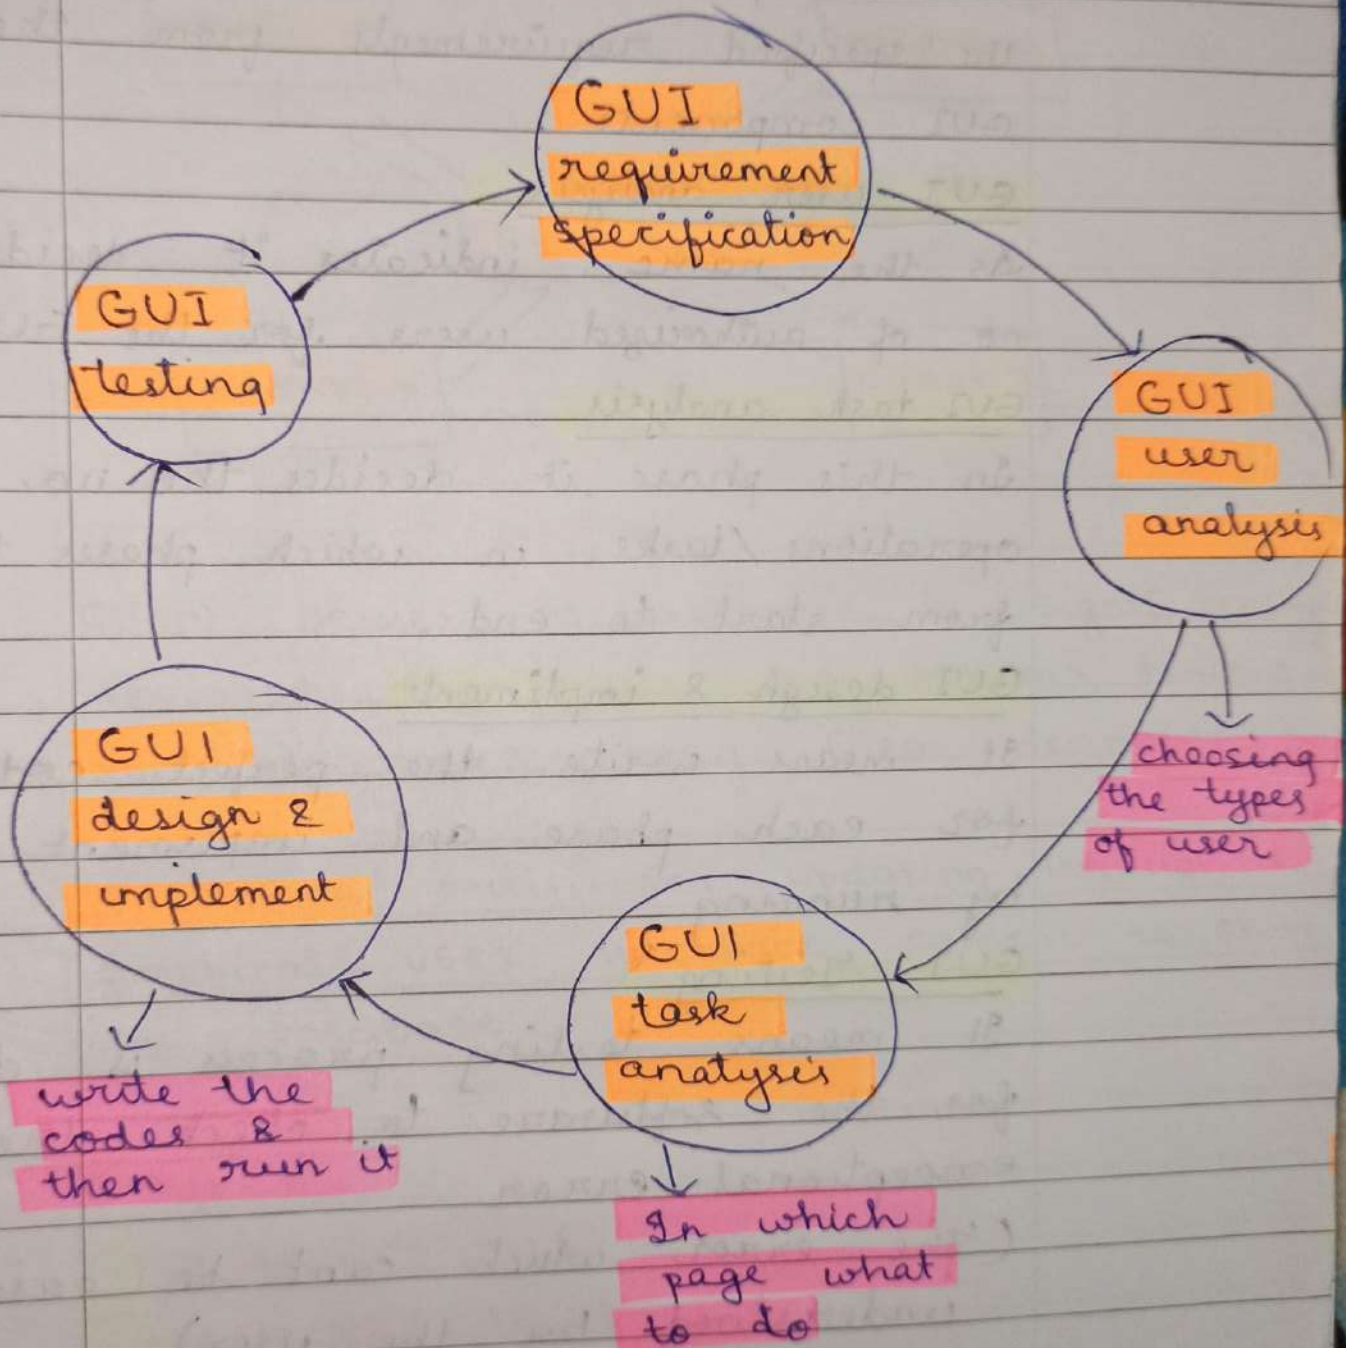 GUI
requirement
specification
GUI
testing
GUI
user
analysis
choosing
the types
of user
GUI
design &
implement
GUI
task
analysis
write the
codes &
then run it
In which
page what
to do